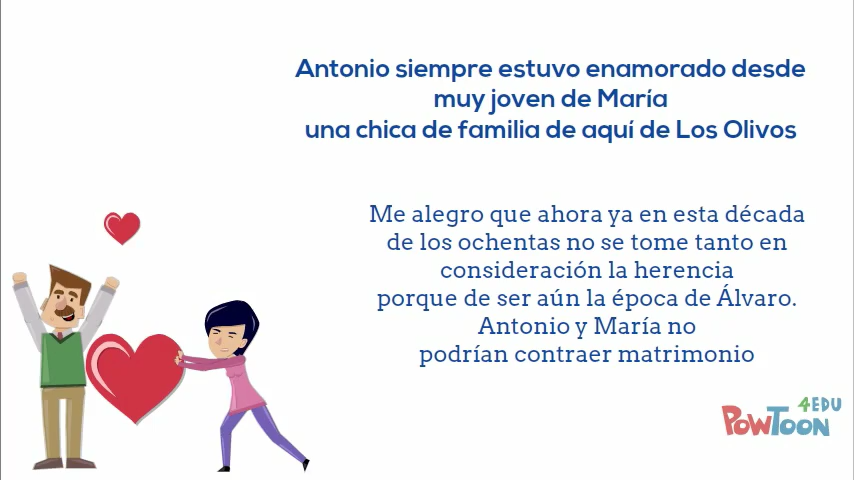 Antonio siempre estuvo enamorado desde
muy joven de María
una chica de familia de aquí de Los Olivos
Me alegro que ahora ya en esta década
de los ochentas no se tome tanto en
consideración la herencia
porque de ser aún la época de Álvaro.
Antonio y María no
podrían contraer matrimonio
4EDU
PowToon